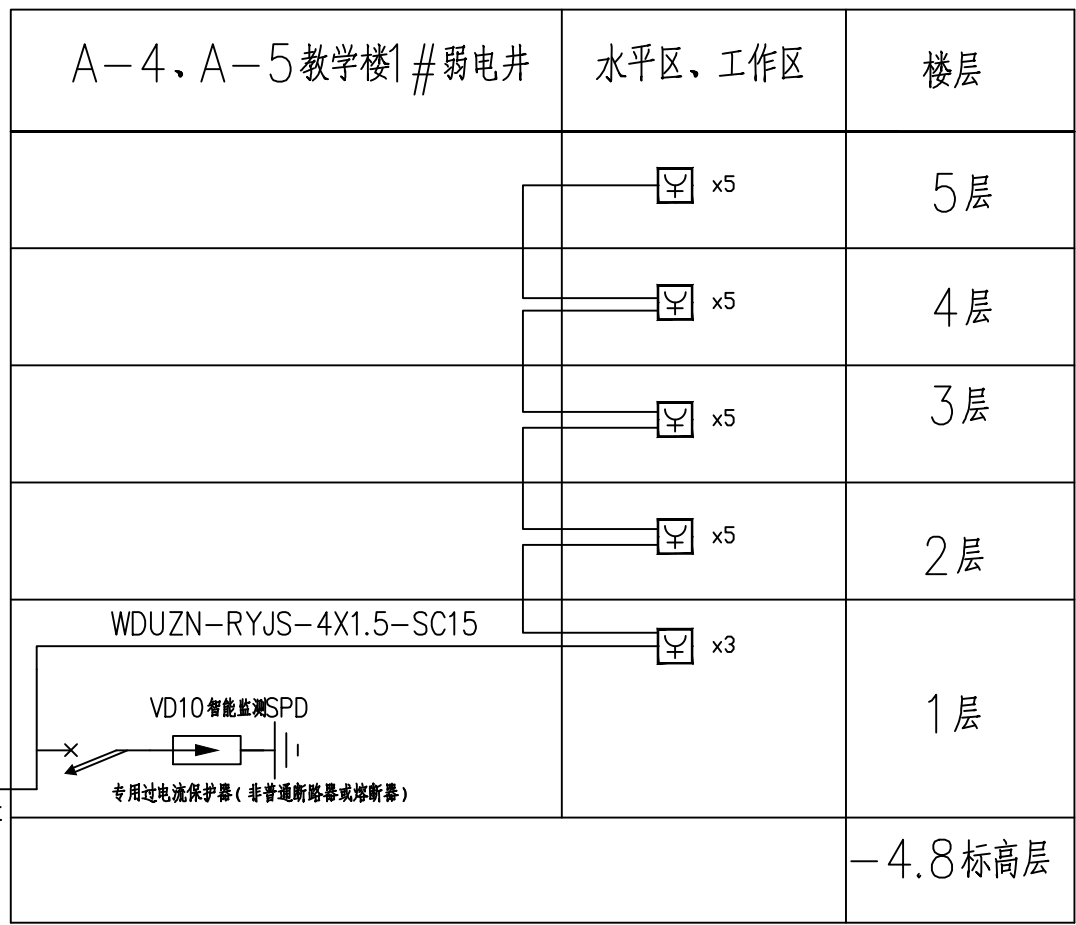 A-4、A-5教学楼1#弱电井 水平区、工作区 楼层
x5 5层
x5 4层
x5 3层
x5 2层
WDUZN-RYJS-4X1.5-SC15
x3
1层
VD10智能监测SPD
专用过电流保护器(非普通断路器或熔断器)
-4.8标高层